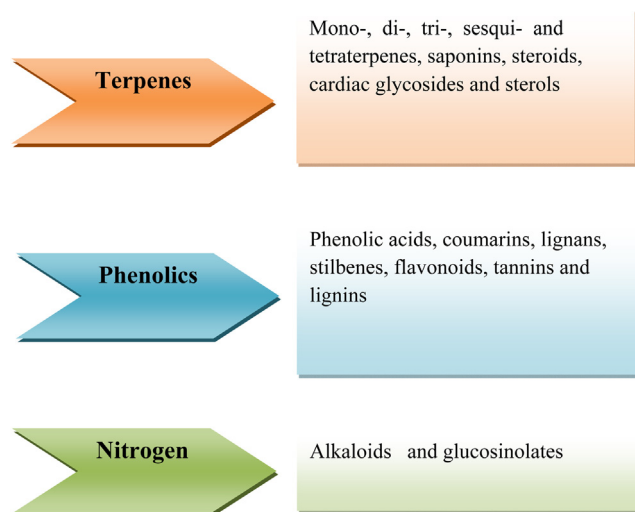 Terpenes
Mono-, di-, tri-, sesqui- and
tetraterpenes, saponins, steroids,
cardiac glycosides and sterols
Phenolics
Phenolic acids, coumarins, lignans,
stilbenes, flavonoids, tannins and
lignins
Nitrogen
Alkaloids and glucosinolates